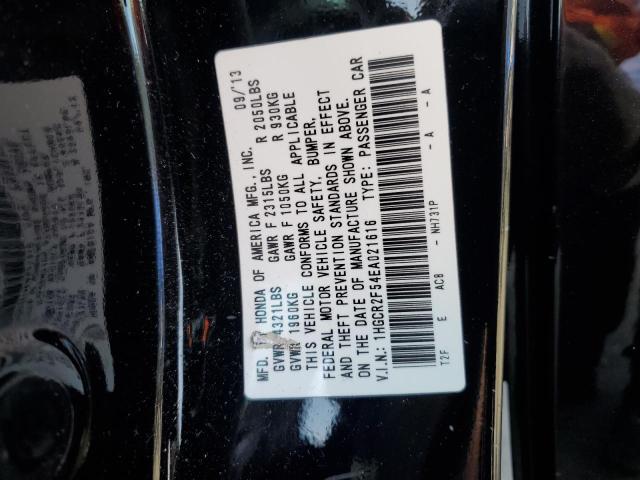 MFD. BY HONDA OF AMERICA MFG., INC. 09/'13
GVWR 4321LBS GAWR F 2315LBS R 2050LBS
GVWR 1960KG GAWR F 1050KG R 930KG
THIS VEHICLE CONFORMS TO ALL APPLICABLE
FEDERAL MOTOR VEHICLE SAFETY, BUMPER,
AND THEFT PREVENTION STANDARDS IN EFFECT
ON THE DATE OF MANUFACTURE SHOWN ABOVE.
V.I.N.: 1HGCR2F54EA021616 TYPE: PASSENGER CAR
T2F E AC8 - NH731P - A - A